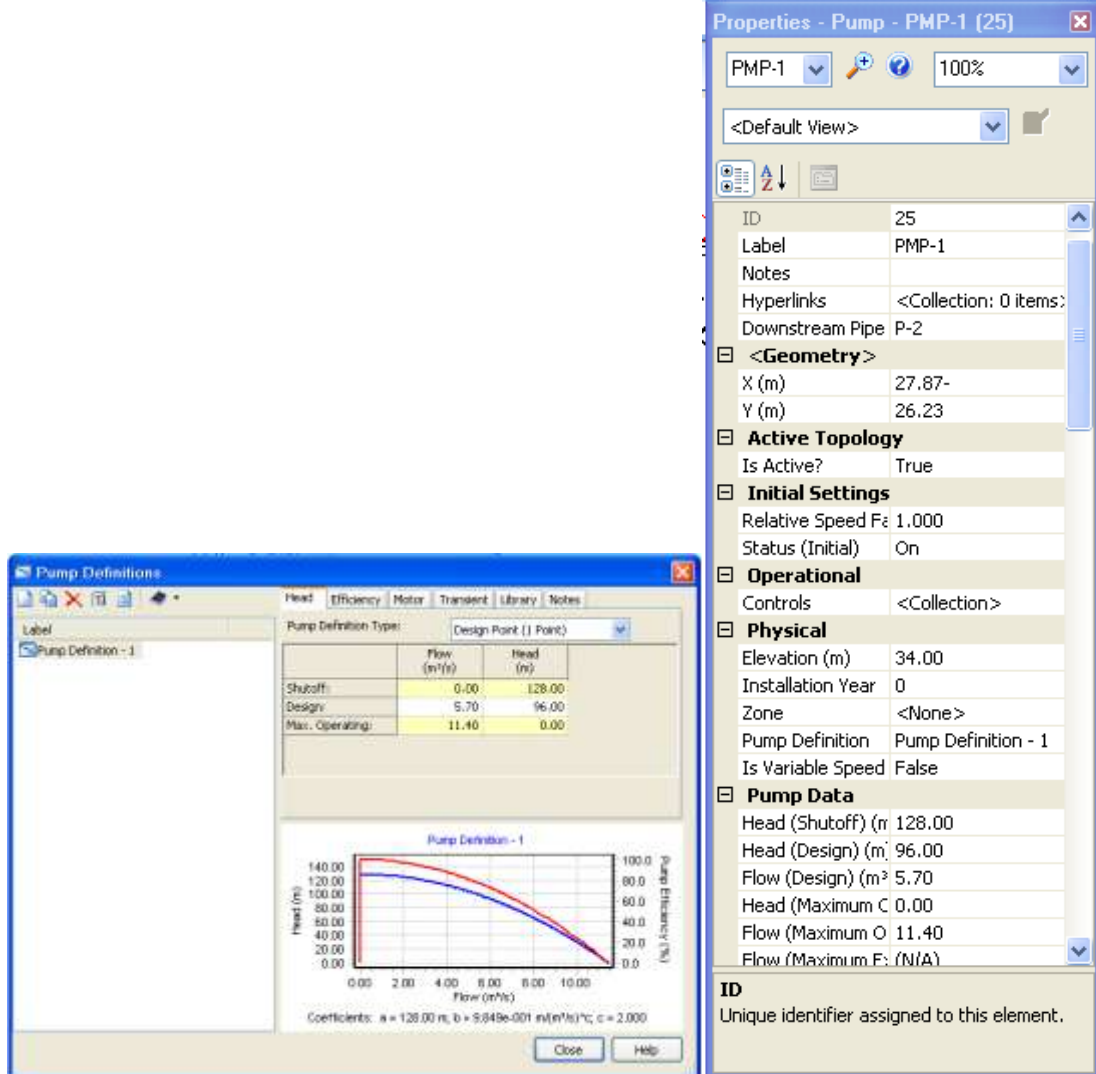 Properties - Pump - PMP-1 (25)
PMP-1
100%
<Default View>
ID 25
Label PMP-1
Notes
Hyperlinks <Collection: 0 items>
Downstream Pipe P-2
<Geometry>
X (m) 27.87-
Y (m) 26.23
Active Topology
Is Active? True
Initial Settings
Relative Speed Fa 1.000
Status (Initial) On
Operational
Controls <Collection>
Physical
Elevation (m) 34.00
Installation Year 0
Zone <None>
Pump Definition Pump Definition - 1
Is Variable Speed False
Pump Data
Head (Shutoff) (m 128.00
Head (Design) (m) 96.00
Flow (Design) (m³ 5.70
Head (Maximum O 0.00
Flow (Maximum O 11.40
Flow (Maximum E: (N/A)
ID
Unique identifier assigned to this element.
Pump Definitions
Label
Pump Definition - 1
Head Efficiency Motor Transient Library Notes
Pump Definition Type: Design Point (1 Point)
Flow (m³/s) Head (m)
Shutoff: 0.00 128.00
Design: 5.70 96.00
Max. Operating: 11.40 0.00
Pump Definition - 1
Head (m)
140.00
120.00
100.00
80.00
60.00
40.00
20.00
0.00
Pump Efficiency (%)
100.0
80.0
60.0
40.0
20.0
0.0
0.00 2.00 4.00 6.00 8.00 10.00
Flow (m³/s)
Coefficients: a = 128.00 m; b = 9.849e-001 m/(m³/s)^c; c = 2.000
Close Help